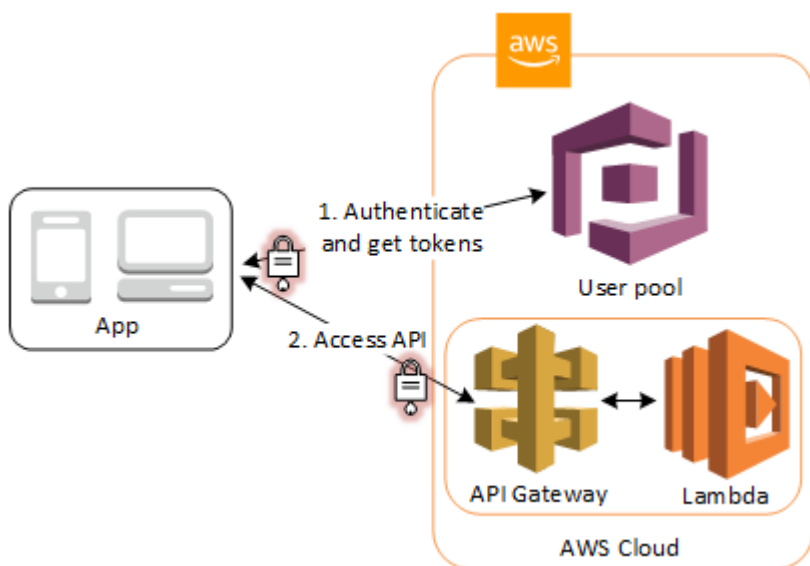 aws
1. Authenticate
and get tokens
User pool
App
2. Access API
API Gateway
Lambda
AWS Cloud